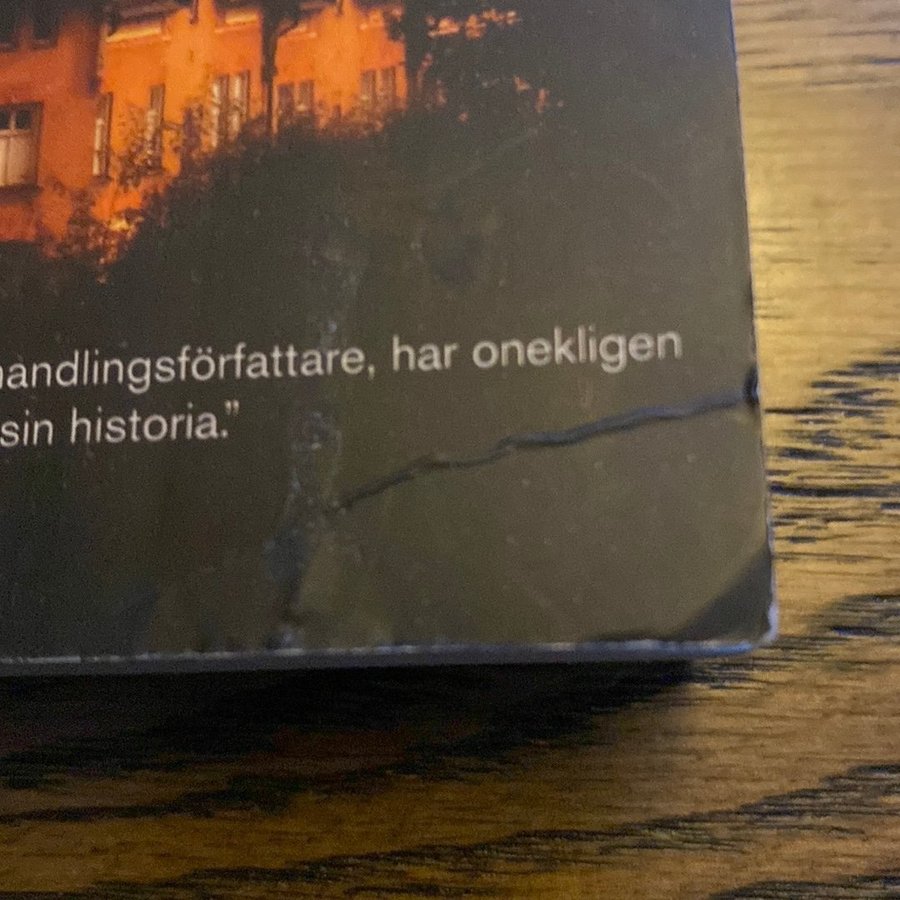 handlingsförfattare, har onekligen
sin historia.”